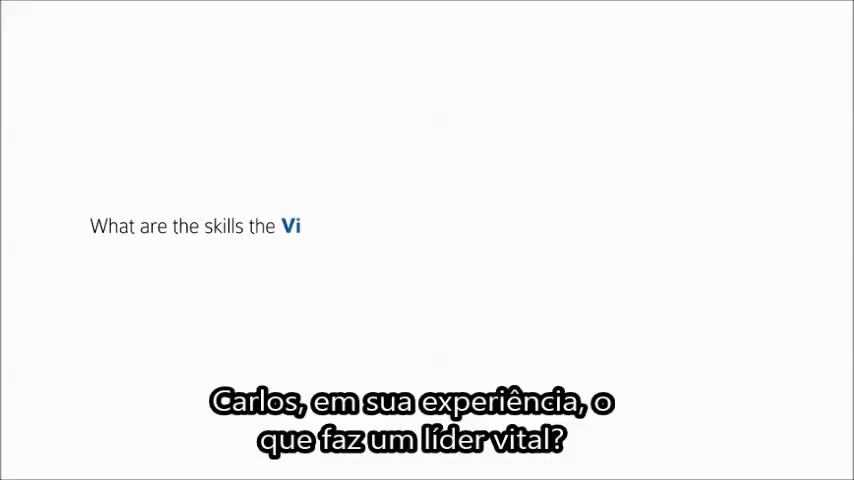 What are the skills the Vi
Carlos, em sua experiência, o
que faz um líder vital?